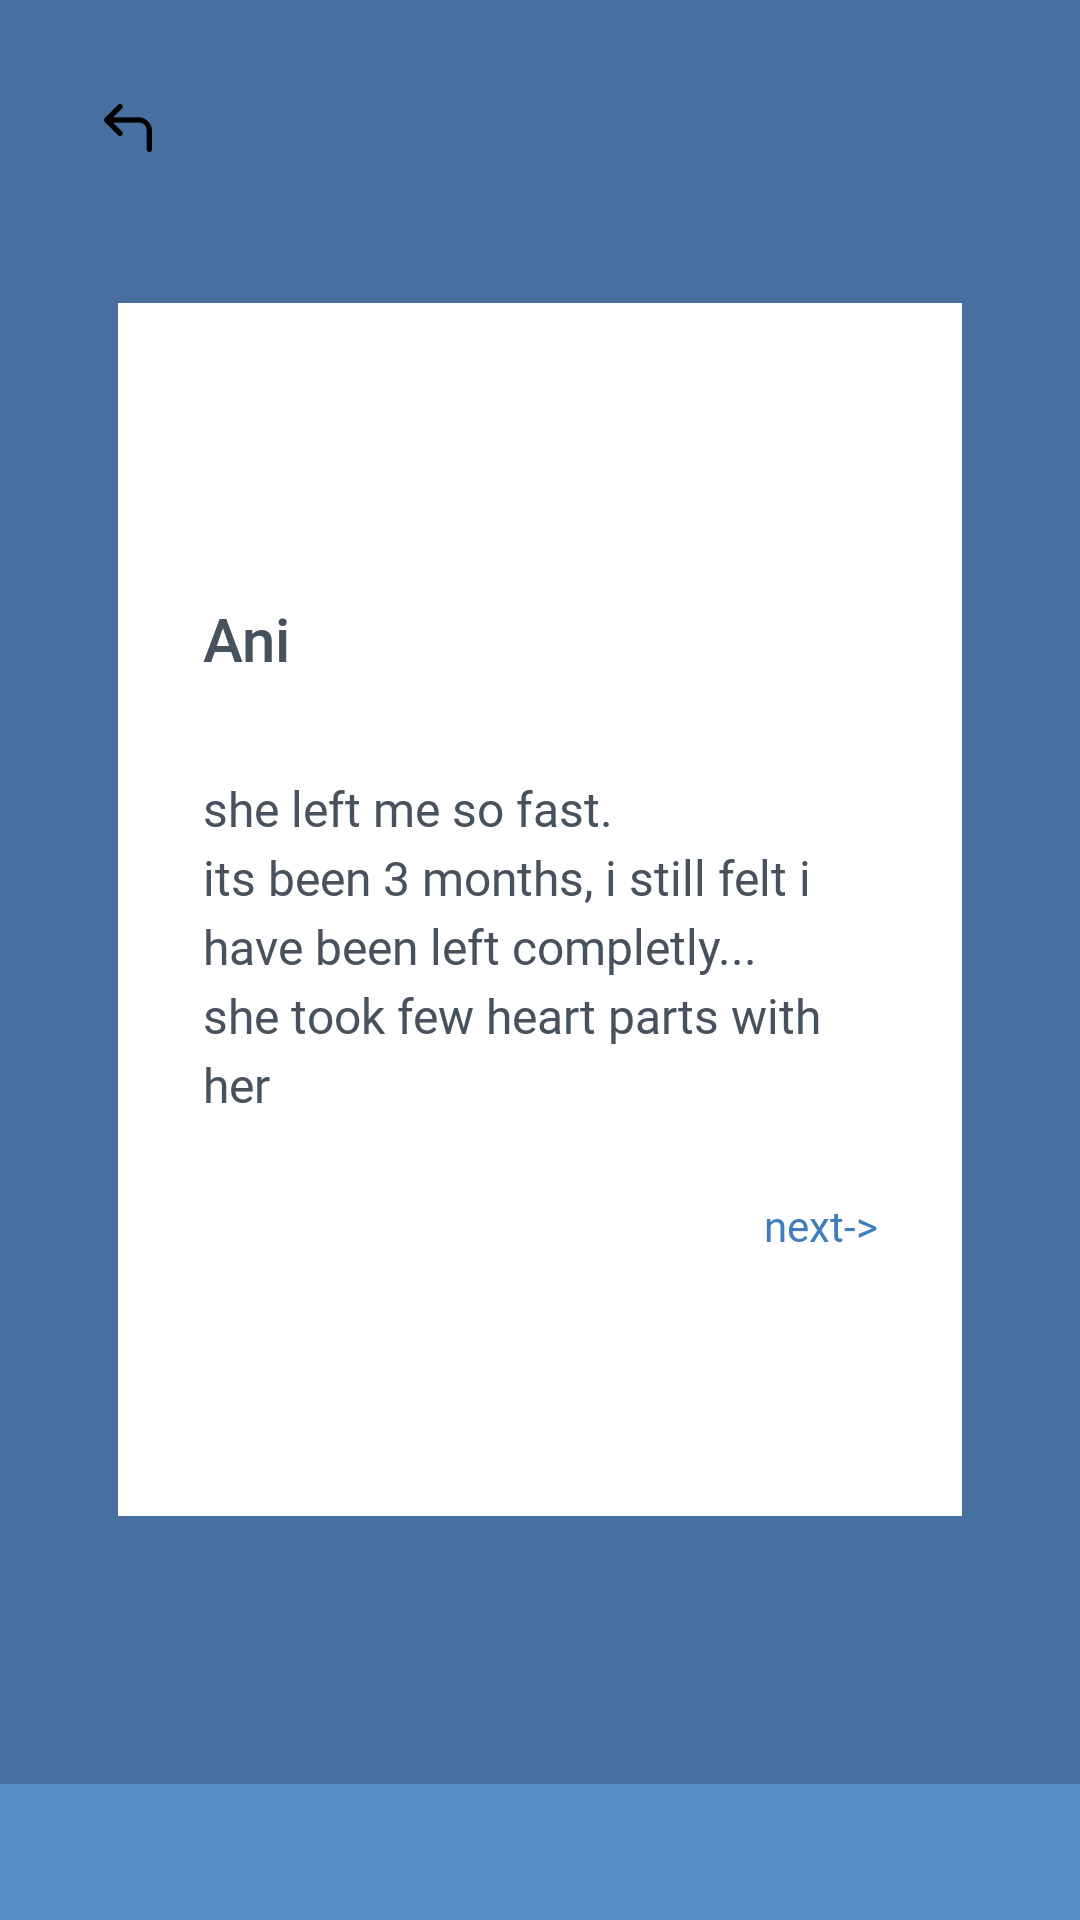 Ani
she left me so fast.
its been 3 months, i still felt i
have been left completly...
she took few heart parts with
her
next->